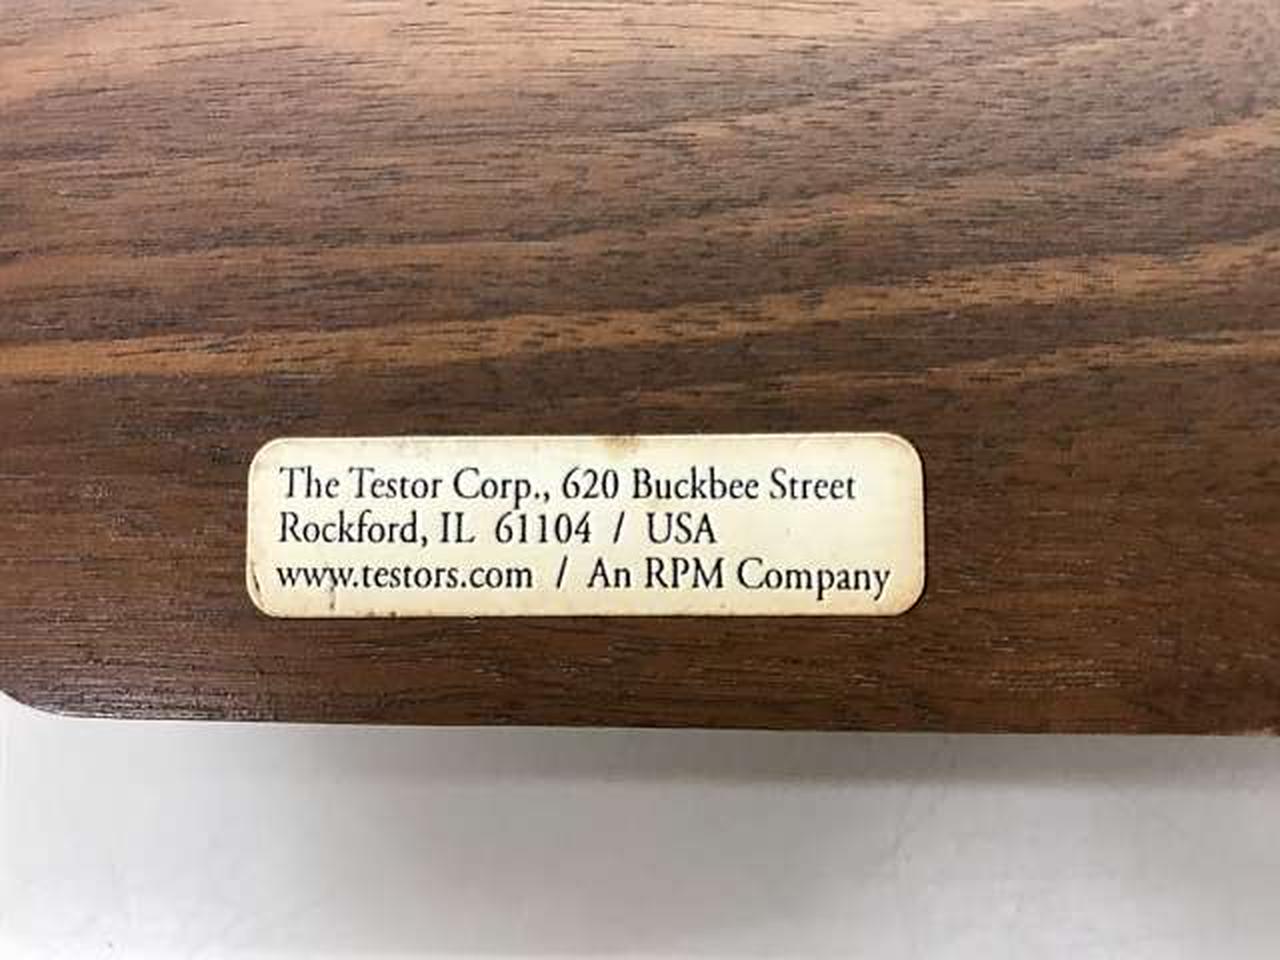 The Testor Corp., 620 Buckbee Street
Rockford, IL 61104 / USA
www.testors.com / An RPM Company